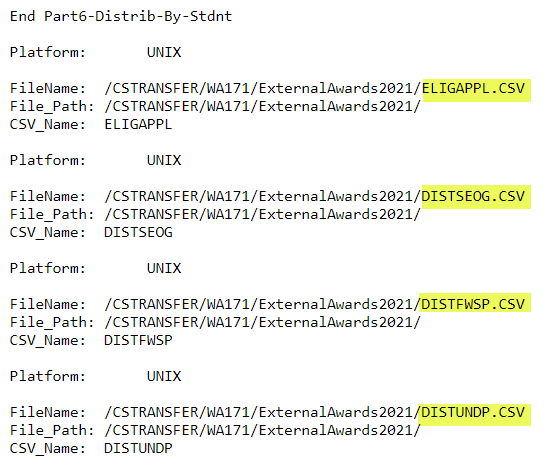 End Part6-Distrib-By-Stdnt
Platform: UNIX
FileName: /CSTRANSFER/WA171/ExternalAwards2021/ELIGAPPL.CSV
File_Path: /CSTRANSFER/WA171/ExternalAwards2021/
CSV_Name: ELIGAPPL
Platform: UNIX
FileName: /CSTRANSFER/WA171/ExternalAwards2021/DISTSEOG.CSV
File_Path: /CSTRANSFER/WA171/ExternalAwards2021/
CSV_Name: DISTSEOG
Platform: UNIX
FileName: /CSTRANSFER/WA171/ExternalAwards2021/DISTFWSP.CSV
File_Path: /CSTRANSFER/WA171/ExternalAwards2021/
CSV_Name: DISTFWSP
Platform: UNIX
FileName: /CSTRANSFER/WA171/ExternalAwards2021/DISTUNDP.CSV
File_Path: /CSTRANSFER/WA171/ExternalAwards2021/
CSV_Name: DISTUNDP